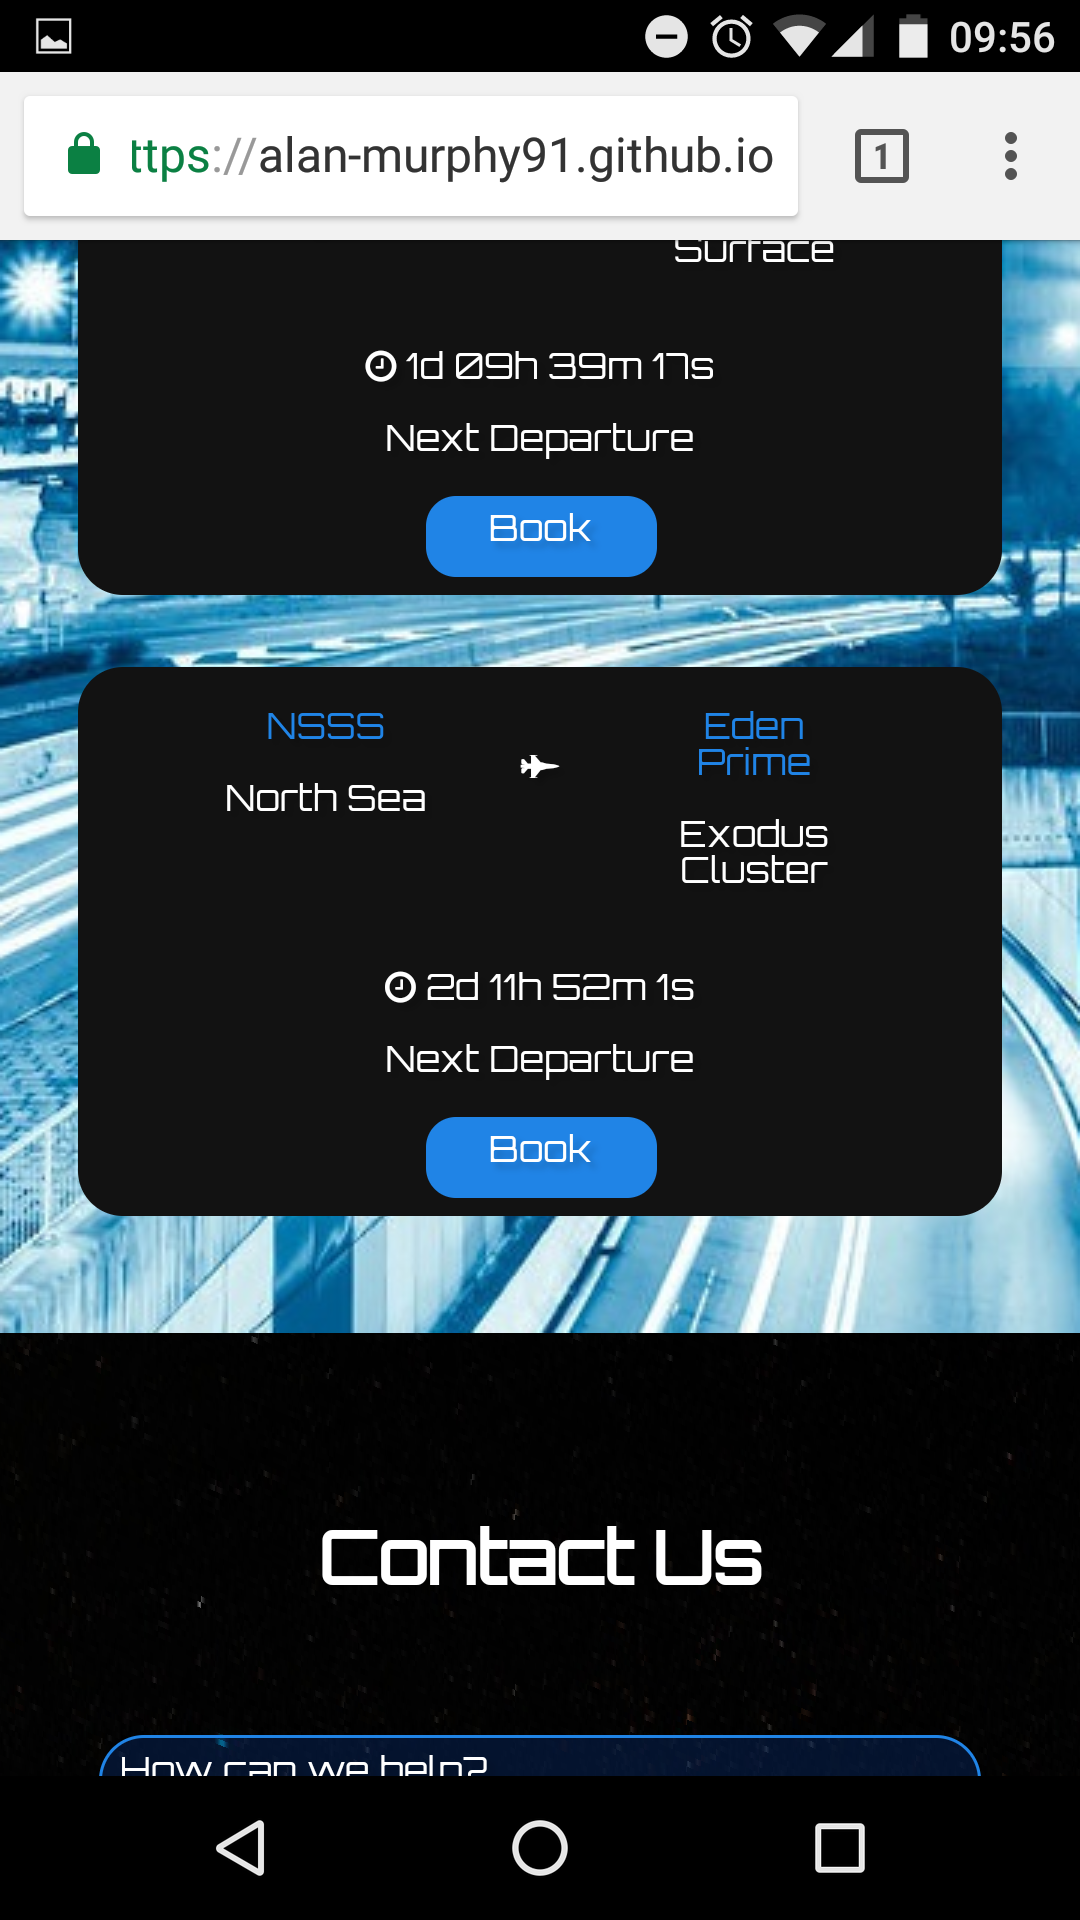 09:56
ttps://alan-murphy91.github.io
1
Surface
1d 09h 39m 17s
Next Departure
Book
NSSS
Eden
Prime
North Sea
Exodus
Cluster
2d 11h 52m 1s
Next Departure
Book
Contact Us
How can we help?